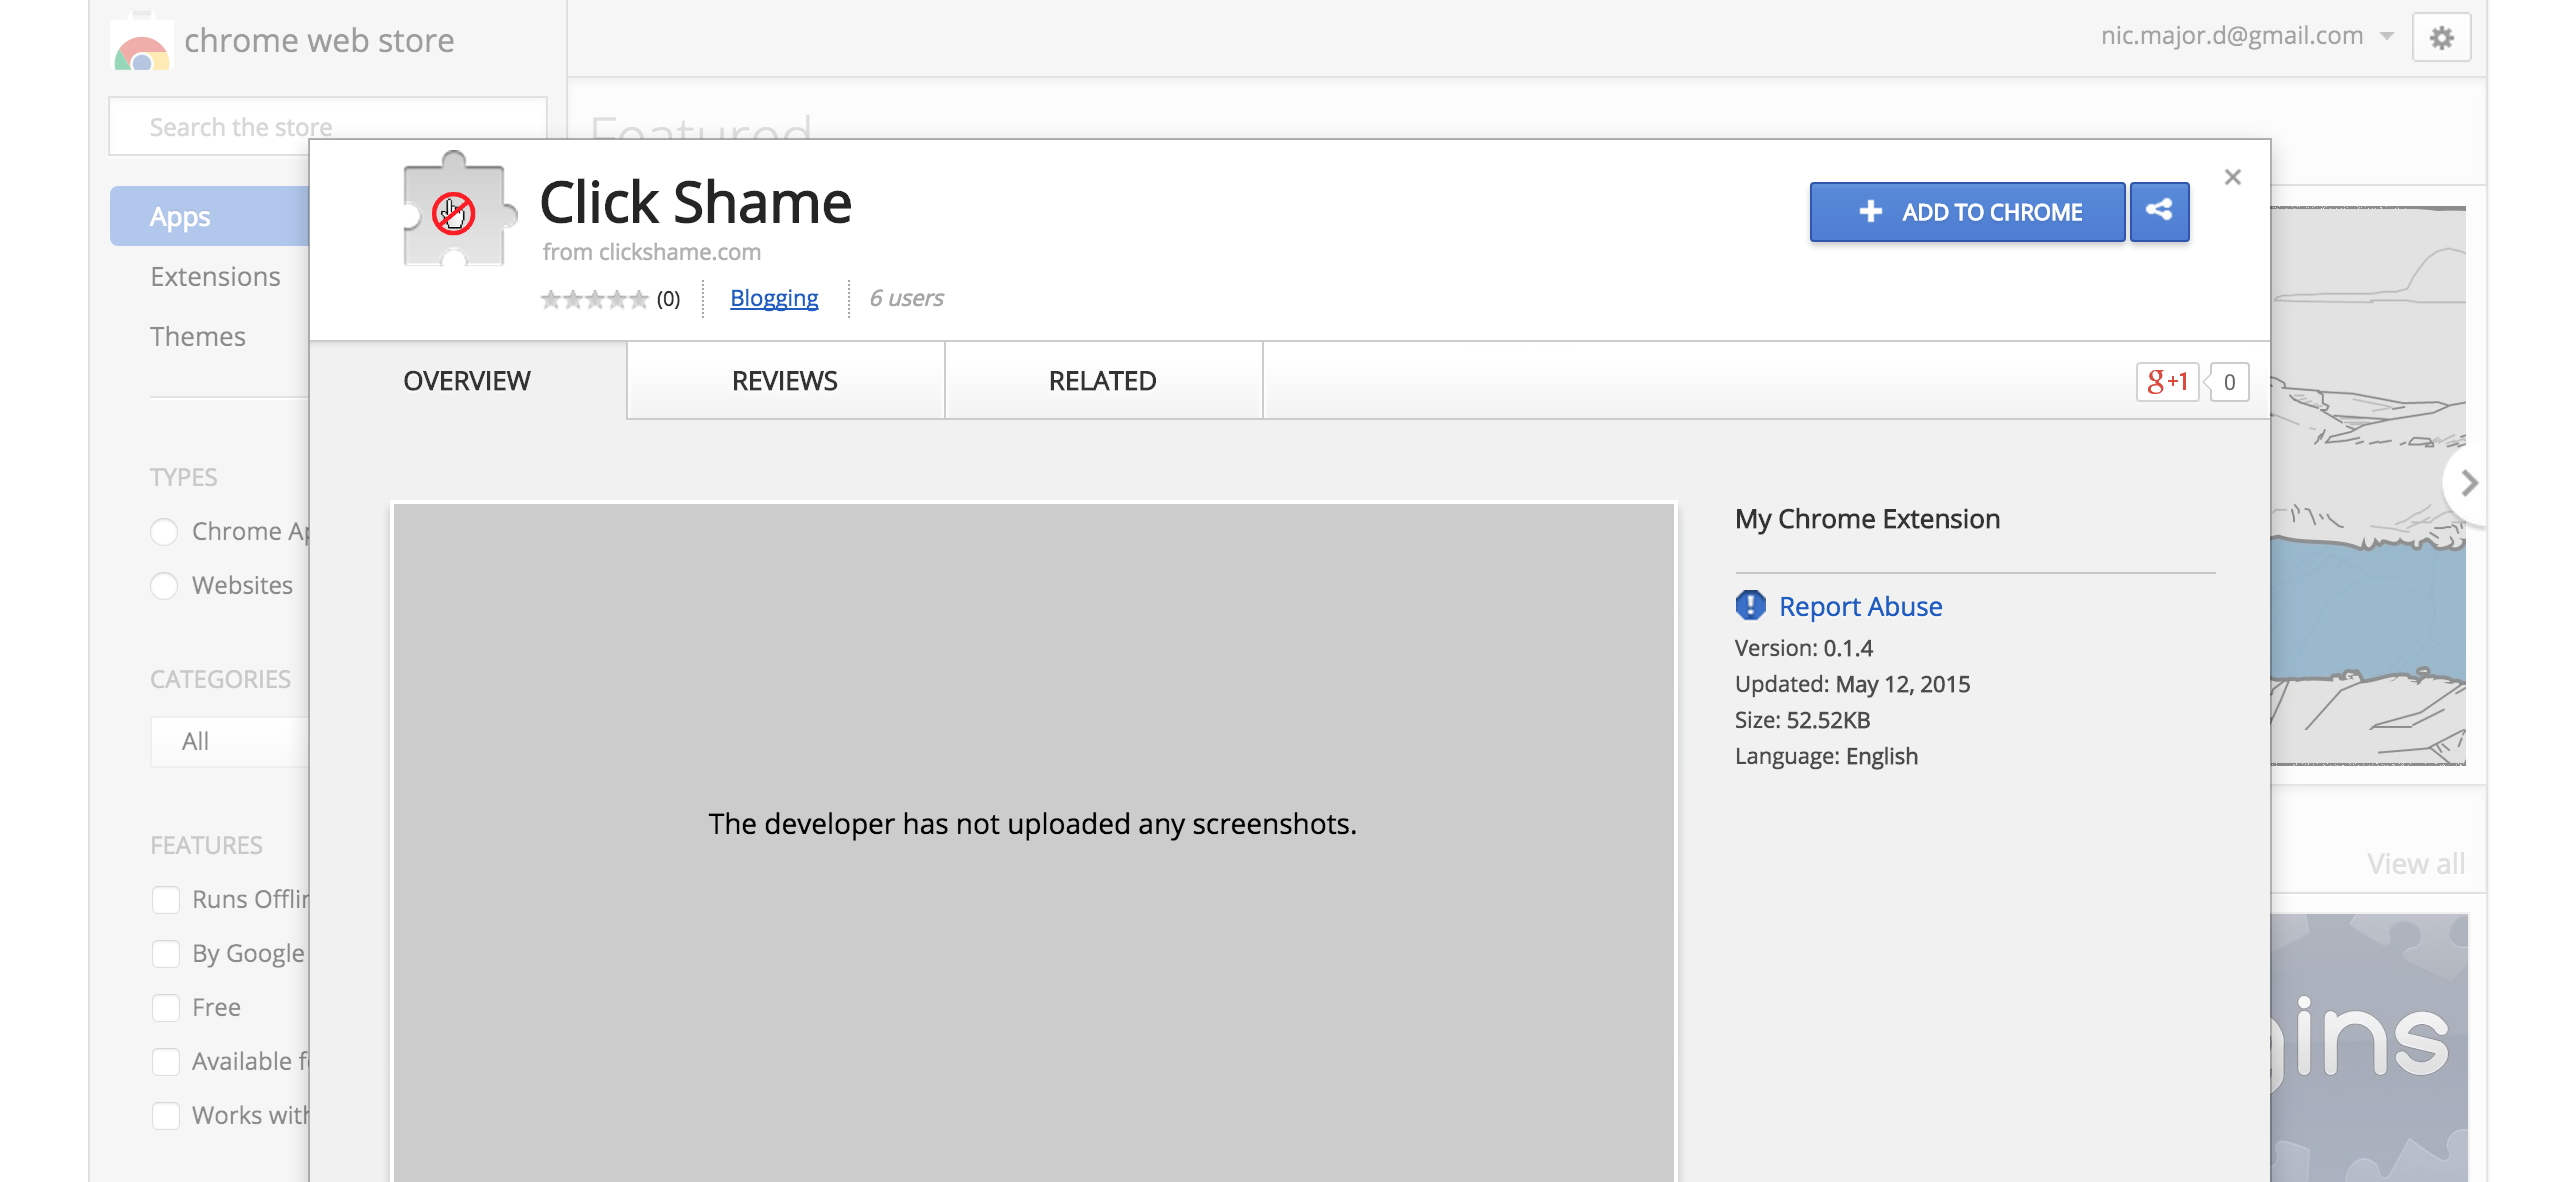 chrome web store
nic.major.d@gmail.com
Search the store
Featured
Apps
Extensions
Themes
TYPES
Chrome Ap
Websites
CATEGORIES
All
FEATURES
Runs Offlin
By Google
Free
Available f
Works with
Click Shame
from clickshame.com
(0) Blogging 6 users
ADD TO CHROME
OVERVIEW REVIEWS RELATED
g+1 0
The developer has not uploaded any screenshots.
My Chrome Extension
Report Abuse
Version: 0.1.4
Updated: May 12, 2015
Size: 52.52KB
Language: English
View all
gins